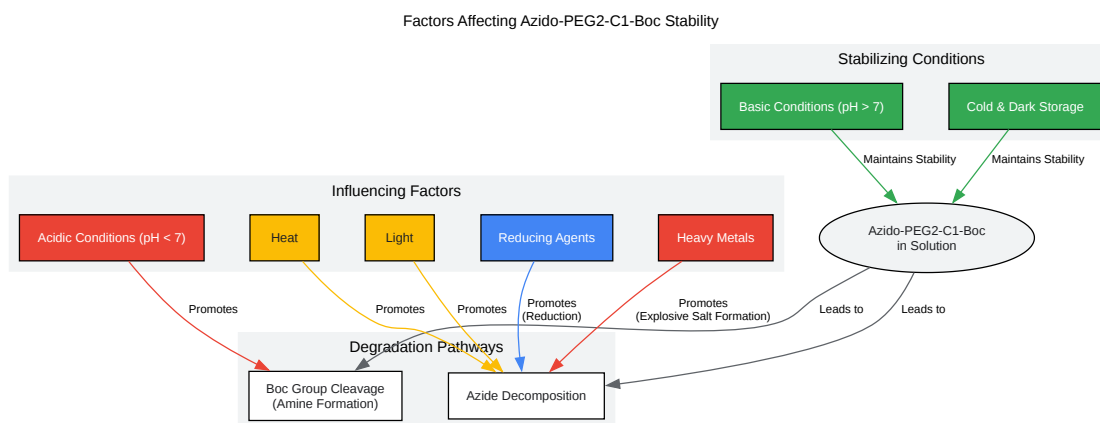 Factors Affecting Azido-PEG2-C1-Boc Stability
Stabilizing Conditions
Basic Conditions (pH > 7)
Cold & Dark Storage
Maintains Stability
Maintains Stability
Influencing Factors
Acidic Conditions (pH < 7)
Heat
Light
Reducing Agents
Heavy Metals
Azido-PEG2-C1-Boc
in Solution
Promotes
Promotes
Promotes
Promotes
(Reduction)
Promotes
(Explosive Salt Formation)
Leads to
Leads to
Degradation Pathways
Boc Group Cleavage
(Amine Formation)
Azide Decomposition